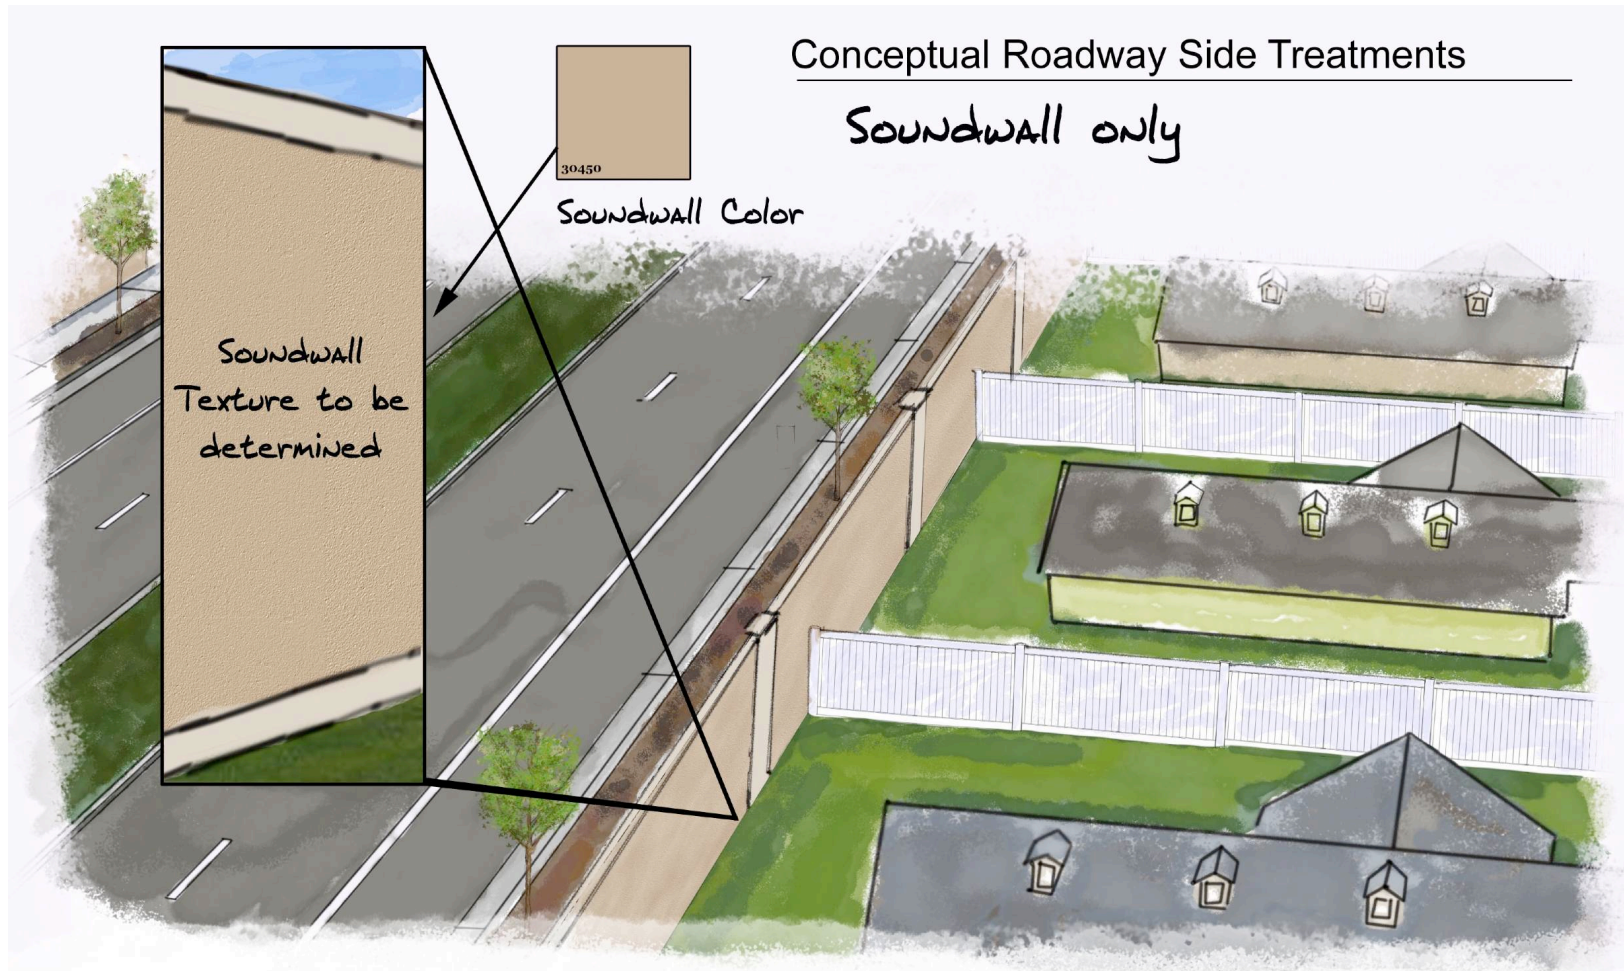 Conceptual Roadway Side Treatments
Soundwall only
30450
Soundwall Color
Soundwall
Texture to be
determined